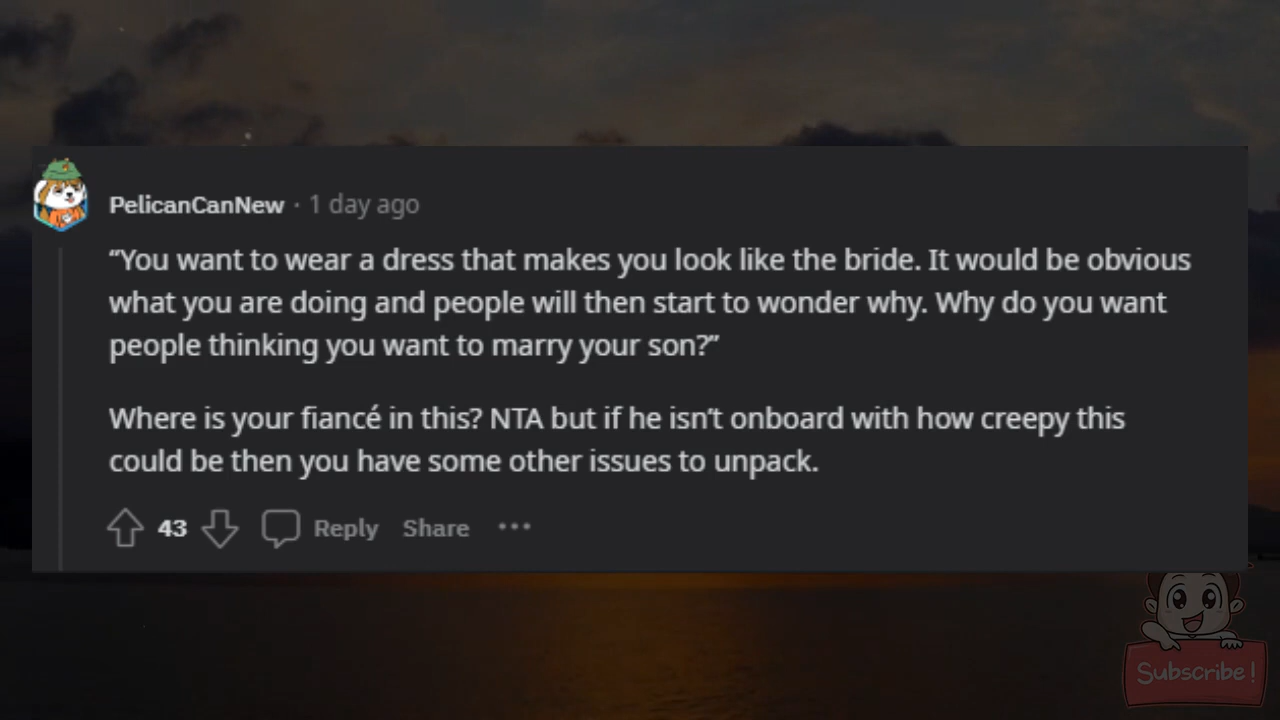 PelicanCanNew · 1 day ago
“You want to wear a dress that makes you look like the bride. It would be obvious
what you are doing and people will then start to wonder why. Why do you want
people thinking you want to marry your son?”
Where is your fiancé in this? NTA but if he isn’t onboard with how creepy this
could be then you have some other issues to unpack.
43 Reply Share ···
Subscribe!